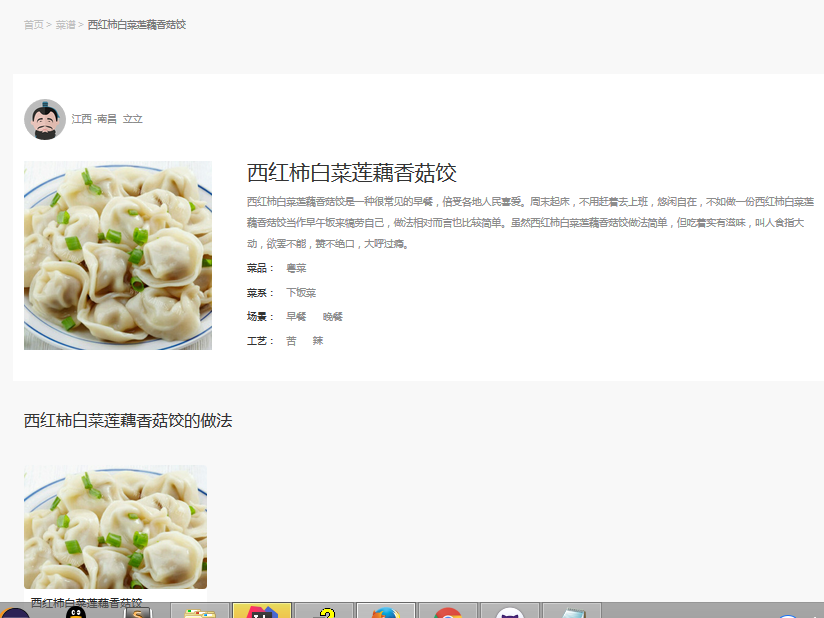 首页 > 菜谱 > 西红柿白菜莲藕香菇饺
江西 -南昌 立立
西红柿白菜莲藕香菇饺
西红柿白菜莲藕香菇饺是一种很常见的早餐，倍受各地人民喜爱。周末起床，不用赶着去上班，悠闲自在，不如做一份西红柿白菜莲
藕香菇饺当作早午饭来犒劳自己，做法相对而言也比较简单。虽然西红柿白菜莲藕香菇饺做法简单，但吃着实有滋味，叫人食指大
动，欲罢不能，赞不绝口，大呼过瘾。
菜品： 粤菜
菜系： 下饭菜
场景： 早餐 晚餐
工艺： 苦 辣
西红柿白菜莲藕香菇饺的做法
西红柿白菜莲藕香菇饺